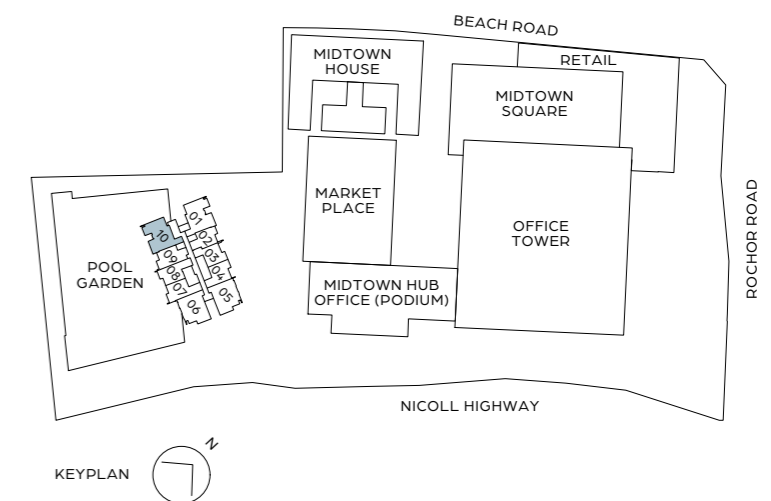 BEACH ROAD
RETAIL
MIDTOWN
HOUSE
MIDTOWN
SQUARE
MARKET
PLACE
OFFICE
TOWER
ROCHOR ROAD
01
02
03
04
05
10
09
08
07
06
POOL
GARDEN
MIDTOWN HUB
OFFICE (PODIUM)
NICOLL HIGHWAY
N
KEYPLAN